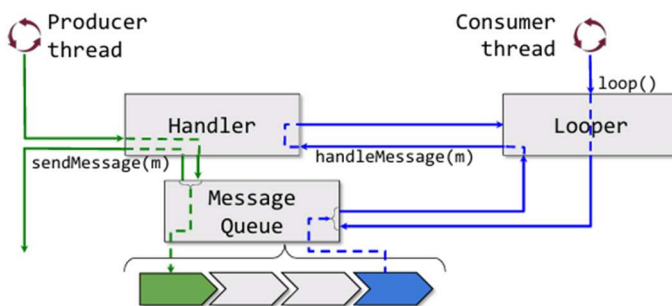 Producer
thread
Consumer
thread
loop()
Handler
Looper
sendMessage(m)
handleMessage(m)
Message
Queue